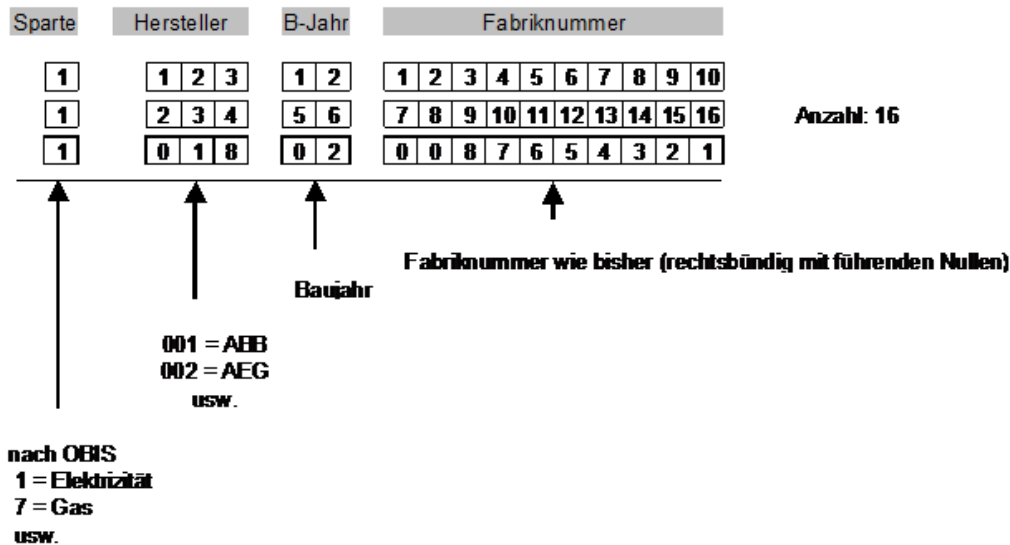 Sparte Hersteller B-Jahr Fabriknummer
1 1 2 3 1 2 1 2 3 4 5 6 7 8 9 10
1 2 3 4 5 6 7 8 9 10 11 12 13 14 15 16 Anzahl: 16
1 0 1 8 0 2 0 0 8 7 6 5 4 3 2 1
Fabriknummer wie bisher (rechtsbündig mit führenden Nullen)
Baujahr
001 = ABB
002 = AEG
usw.
nach OBIS
1 = Elektrizität
7 = Gas
usw.